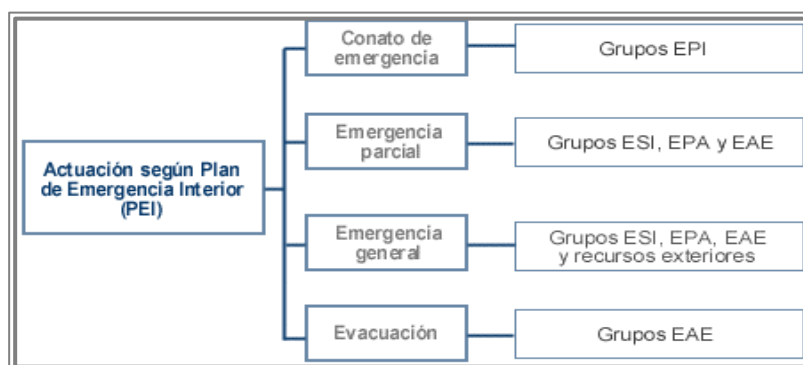 Conato de
emergencia
Grupos EPI
Emergencia
parcial
Grupos ESI, EPA y EAE
Actuación según Plan
de Emergencia Interior
(PEI)
Emergencia
general
Grupos ESI, EPA, EAE
y recursos exteriores
Evacuación
Grupos EAE